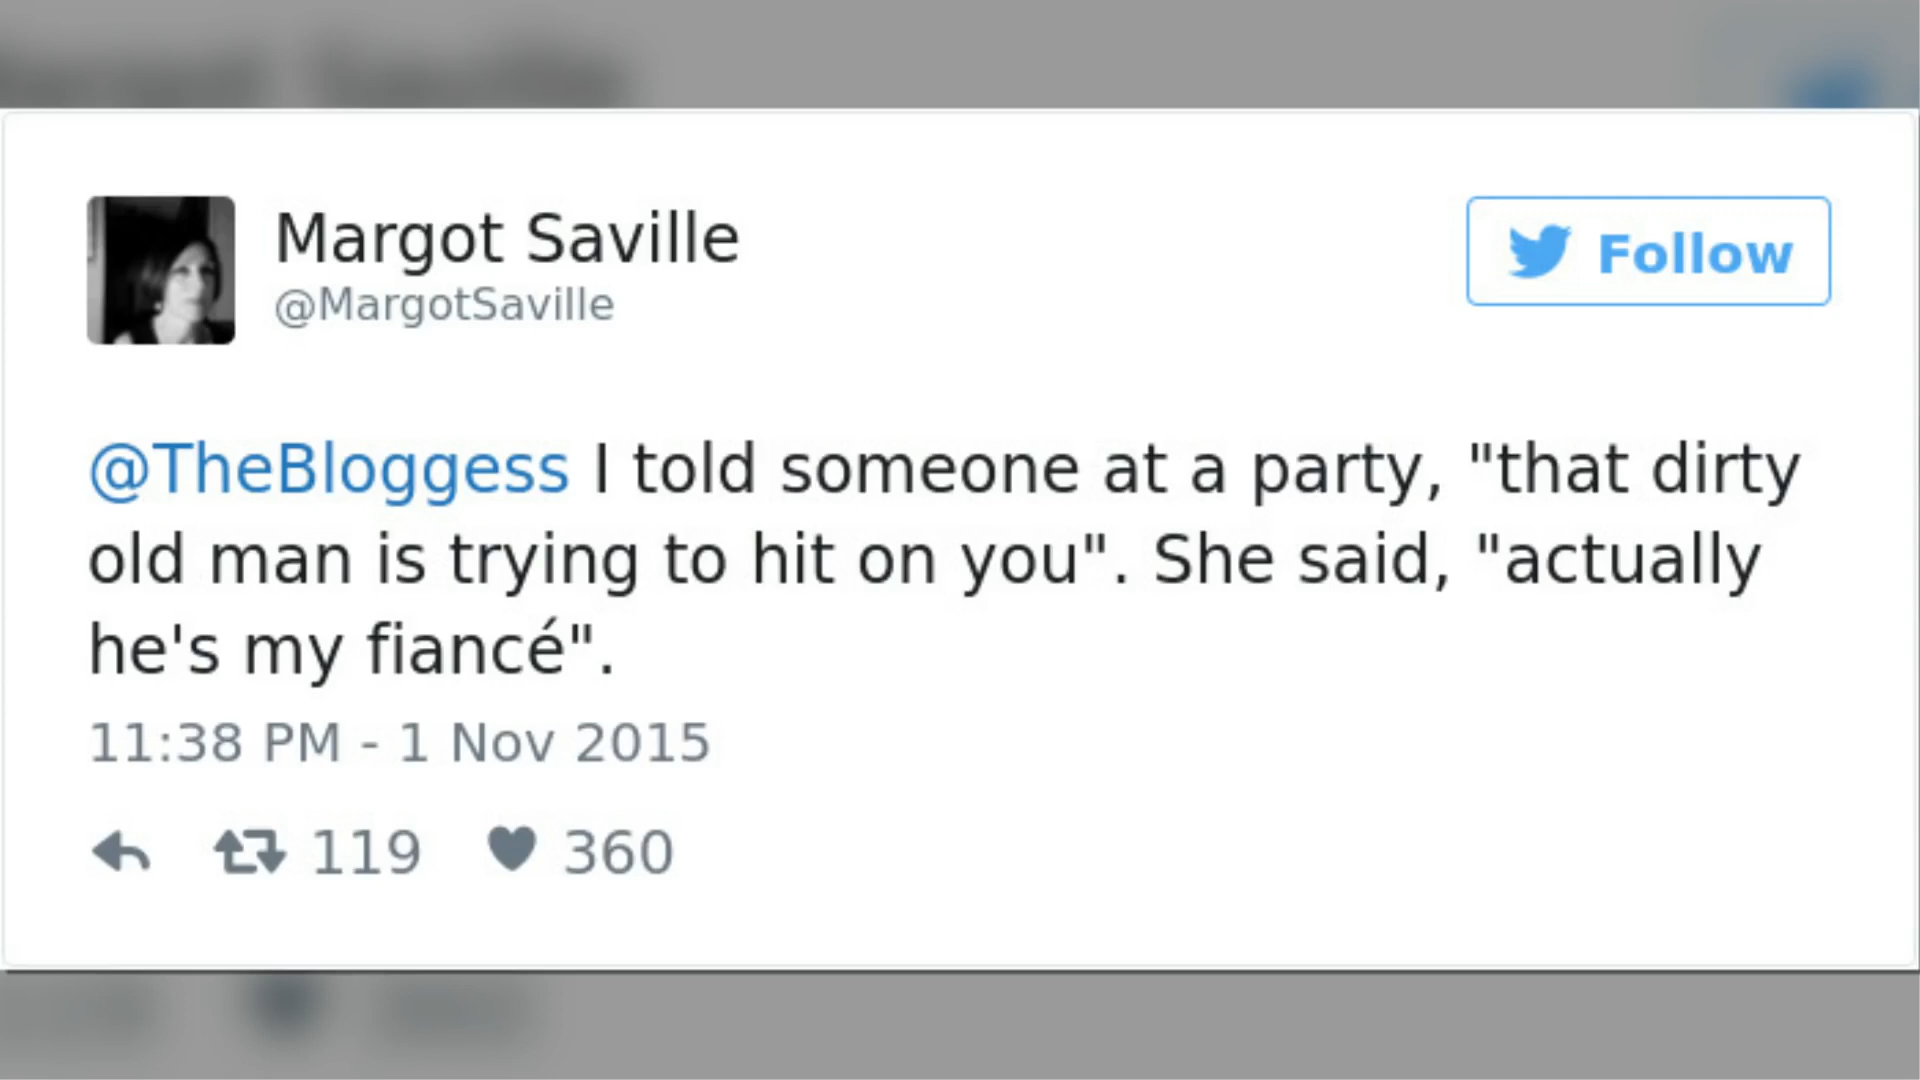 Margot Saville
@MargotSaville
Follow
@TheBloggess I told someone at a party, "that dirty
old man is trying to hit on you". She said, "actually
he's my fiancé".
11:38 PM - 1 Nov 2015
119 360